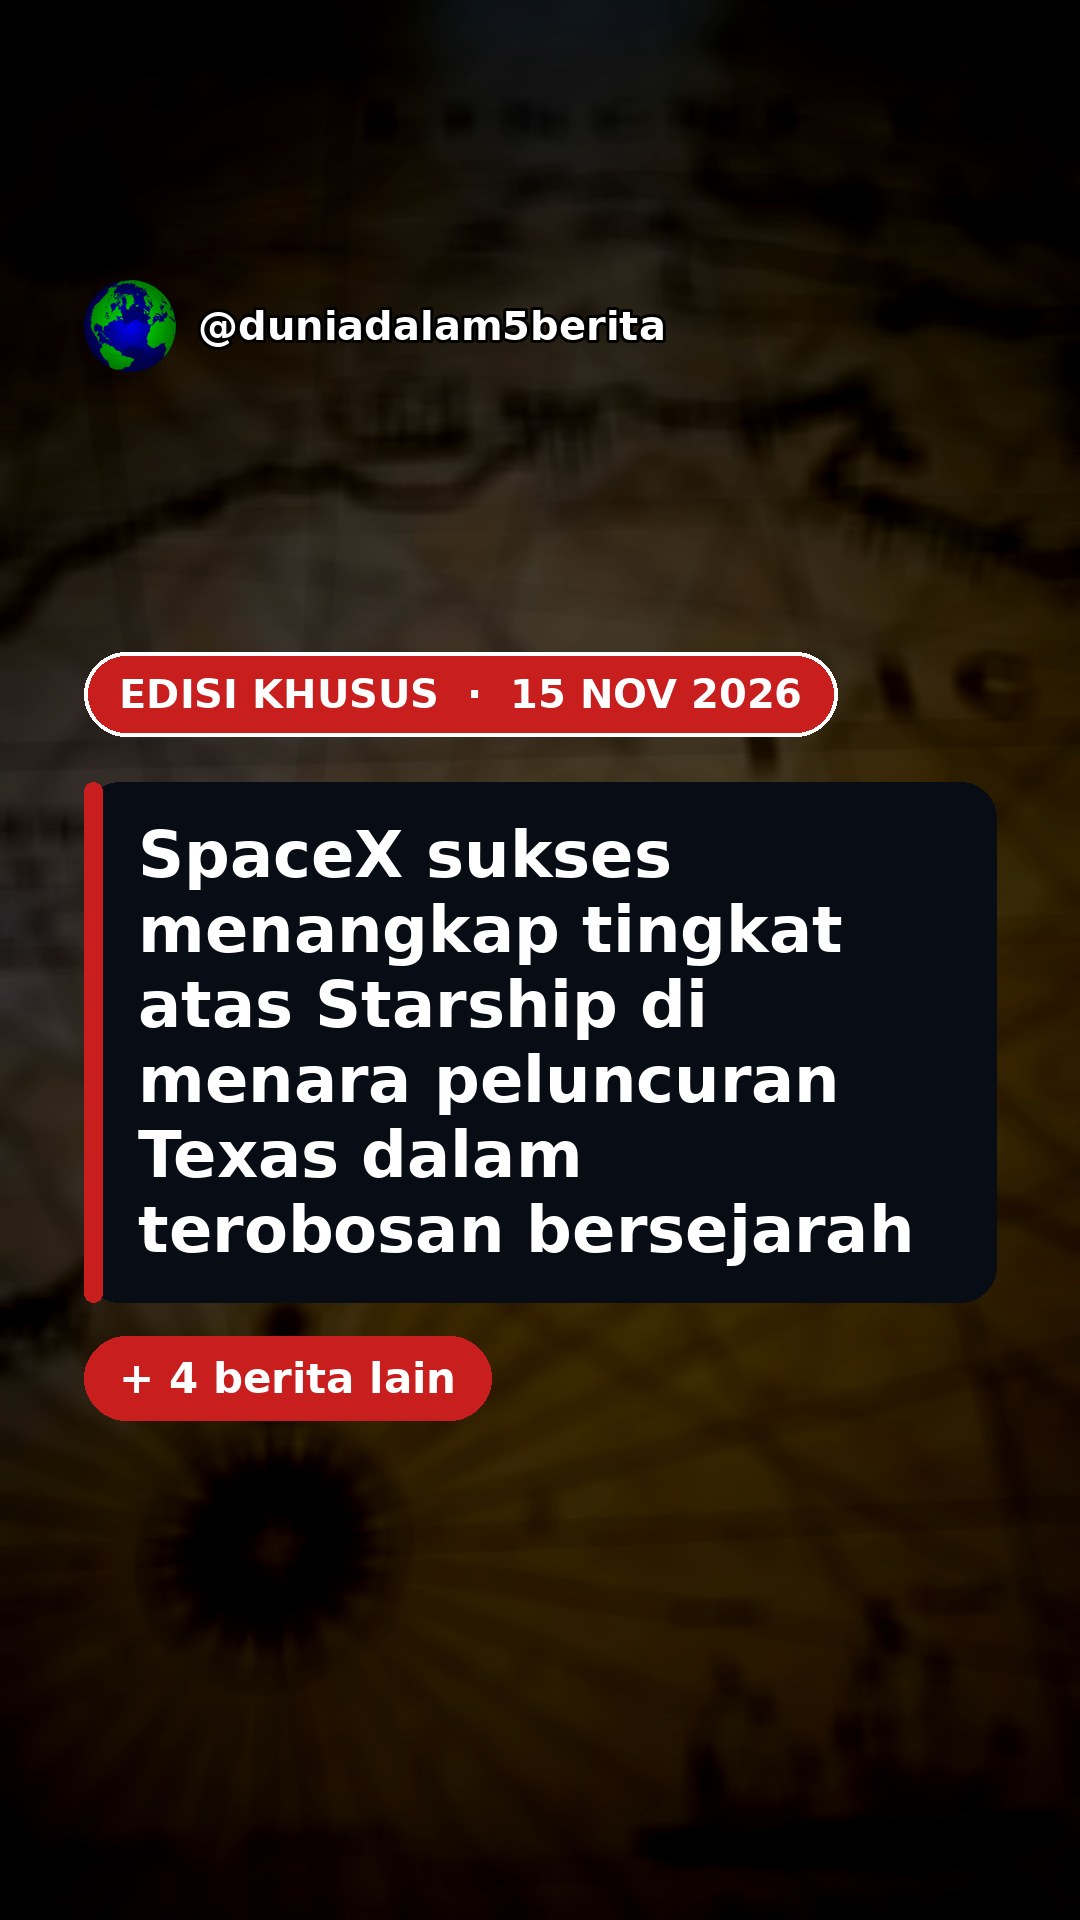 @duniadalam5berita
EDISI KHUSUS · 15 NOV 2026
SpaceX sukses
menangkap tingkat
atas Starship di
menara peluncuran
Texas dalam
terobosan bersejarah
+ 4 berita lain